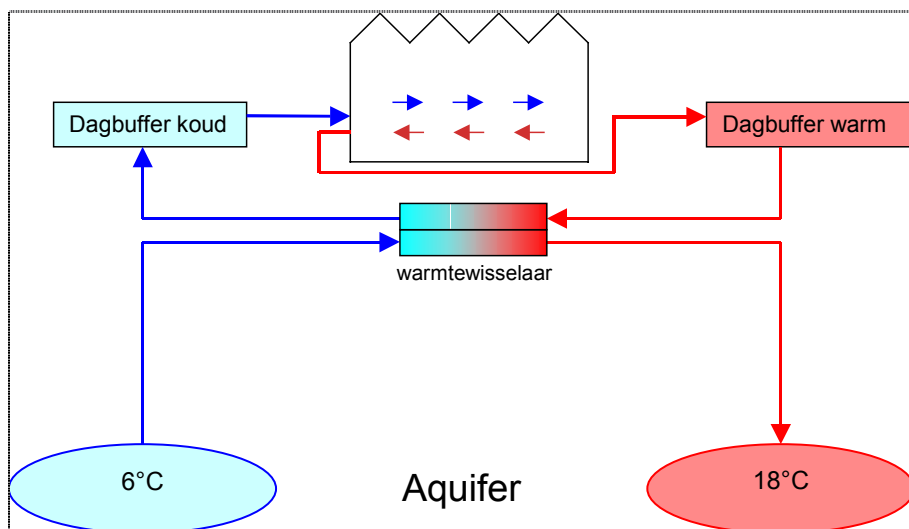 Dagbuffer koud
Dagbuffer warm
warmtewisselaar
6°C
Aquifer
18°C